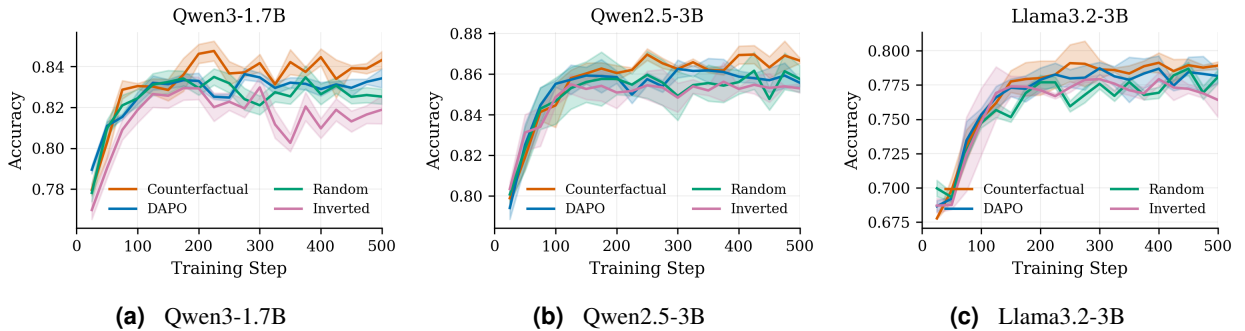 Qwen3-1.7B
Accuracy
0.84
0.82
0.80
0.78
Counterfactual
DAPO
Random
Inverted
0
100
200
300
400
500
Training Step
(a) Qwen3-1.7B
Qwen2.5-3B
Accuracy
0.88
0.86
0.84
0.82
0.80
Counterfactual
DAPO
Random
Inverted
0
100
200
300
400
500
Training Step
(b) Qwen2.5-3B
Llama3.2-3B
Accuracy
0.800
0.775
0.750
0.725
0.700
0.675
Counterfactual
DAPO
Random
Inverted
0
100
200
300
400
500
Training Step
(c) Llama3.2-3B